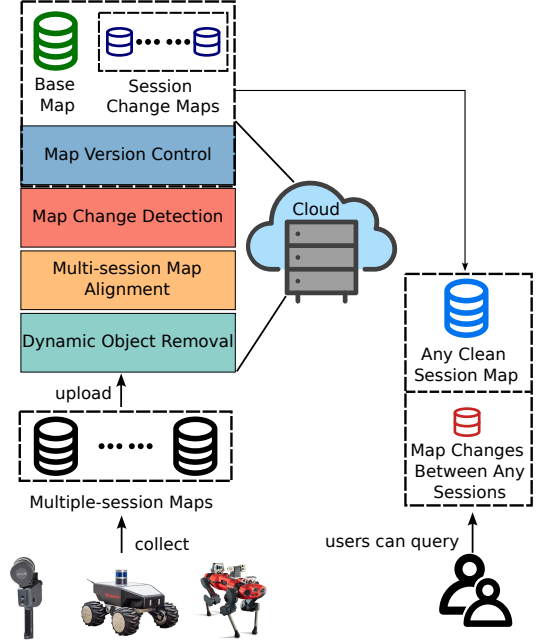 Base
Map
Session
Change Maps
Map Version Control
Map Change Detection
Multi-session Map
Alignment
Dynamic Object Removal
Cloud
upload
Multiple-session Maps
collect
Any Clean
Session Map
Map Changes
Between Any
Sessions
users can query